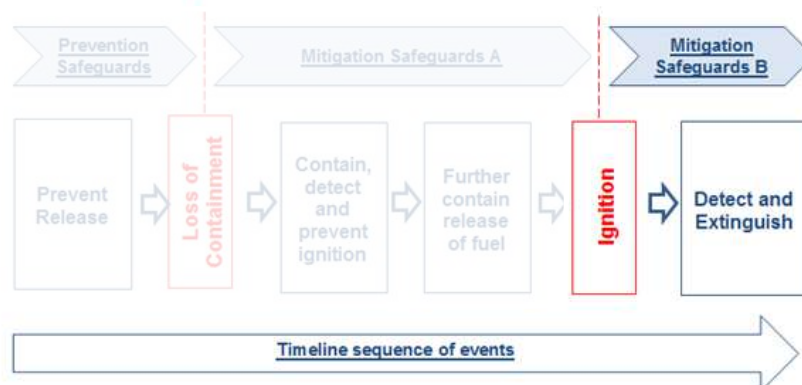 Prevention
Safeguards
Mitigation Safeguards A
Mitigation
Safeguards B
Prevent
Release
Loss of
Containment
Contain,
detect
and
prevent
ignition
Further
contain
release
of fuel
Ignition
Detect and
Extinguish
Timeline sequence of events